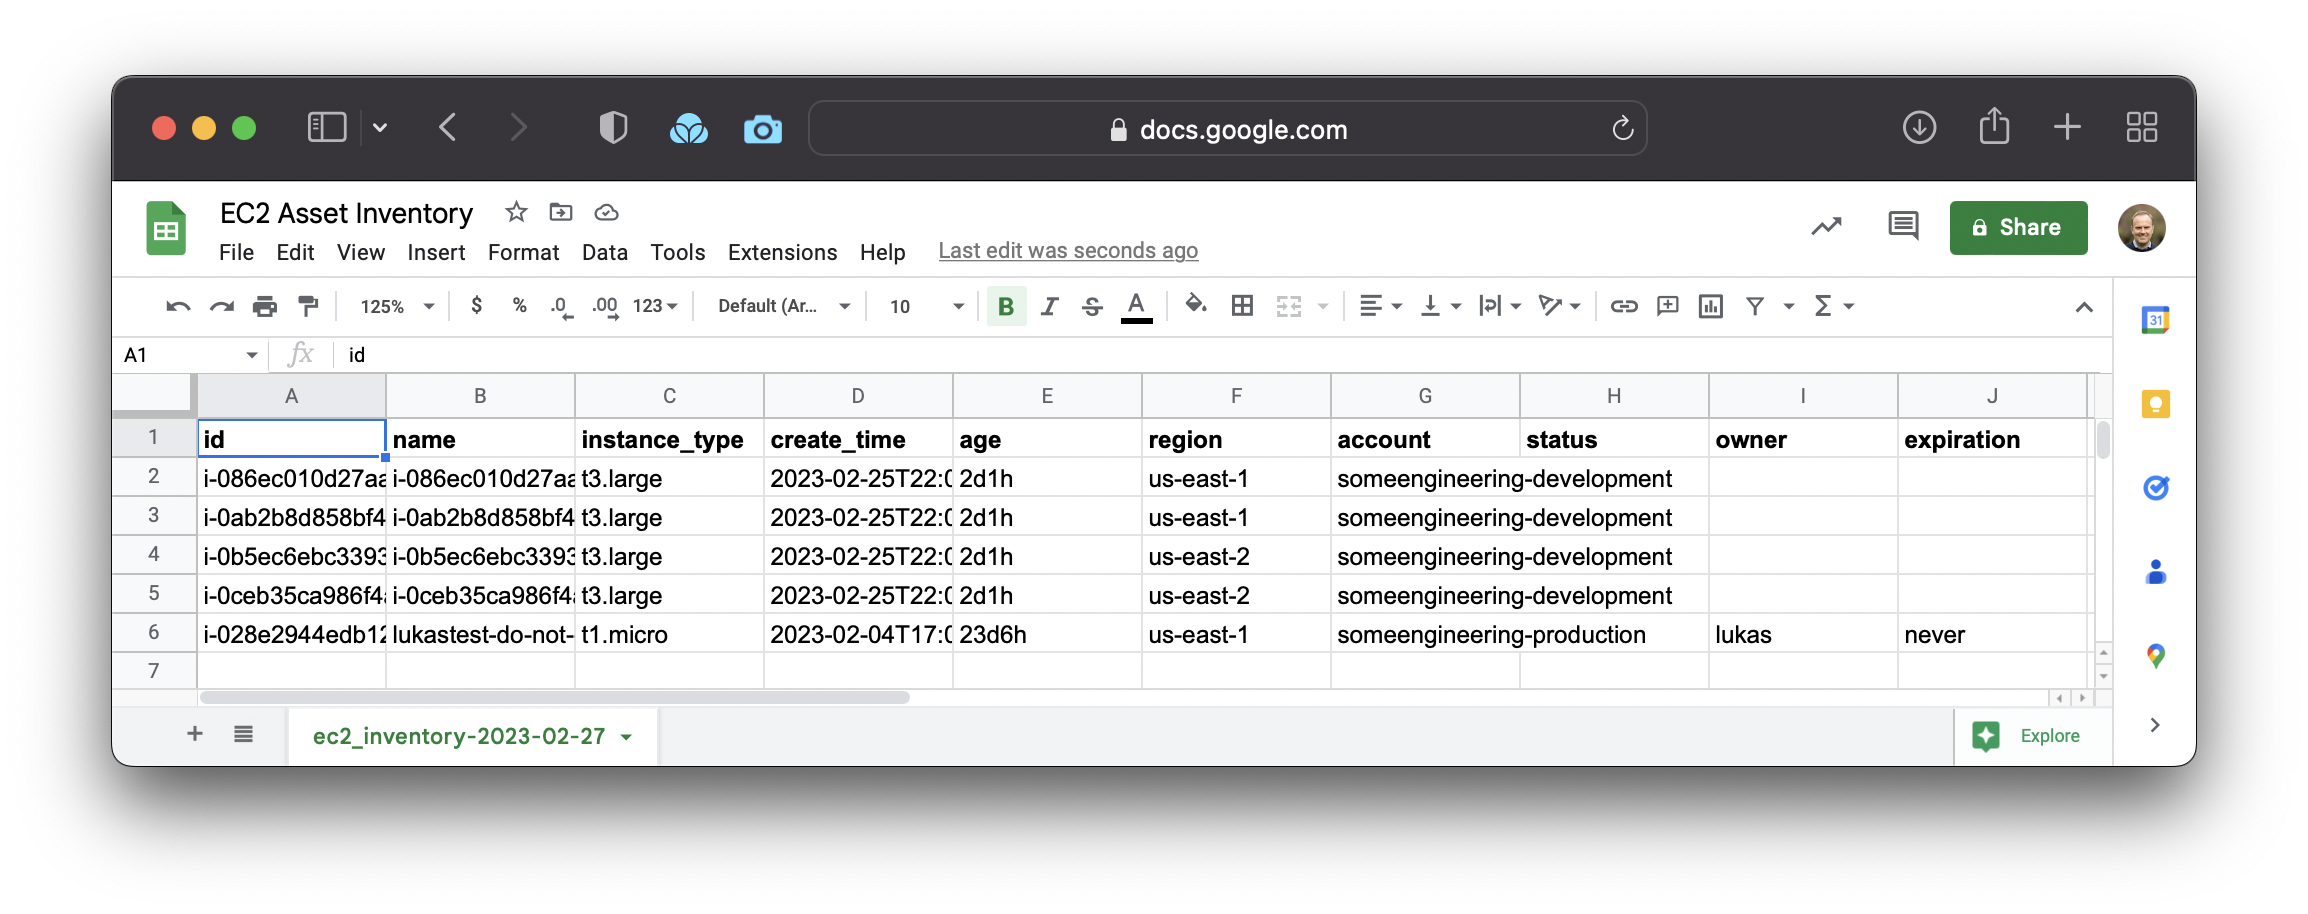 docs.google.com
EC2 Asset Inventory
File Edit View Insert Format Data Tools Extensions Help Last edit was seconds ago
Share
125% $ % .0 .00 123 Default (Ar... 10 B I S A
31
A1 fx id
A B C D E F G H I J
1 id name instance_type create_time age region account status owner expiration
2 i-086ec010d27aa i-086ec010d27aa t3.large 2023-02-25T22:0 2d1h us-east-1 someengineering-development
3 i-0ab2b8d858bf4 i-0ab2b8d858bf4 t3.large 2023-02-25T22:0 2d1h us-east-1 someengineering-development
4 i-0b5ec6ebc3393 i-0b5ec6ebc3393 t3.large 2023-02-25T22:0 2d1h us-east-2 someengineering-development
5 i-0ceb35ca986f4a i-0ceb35ca986f4a t3.large 2023-02-25T22:0 2d1h us-east-2 someengineering-development
6 i-028e2944edb12 lukastest-do-not- t1.micro 2023-02-04T17:0 23d6h us-east-1 someengineering-production lukas never
7
ec2_inventory-2023-02-27
Explore